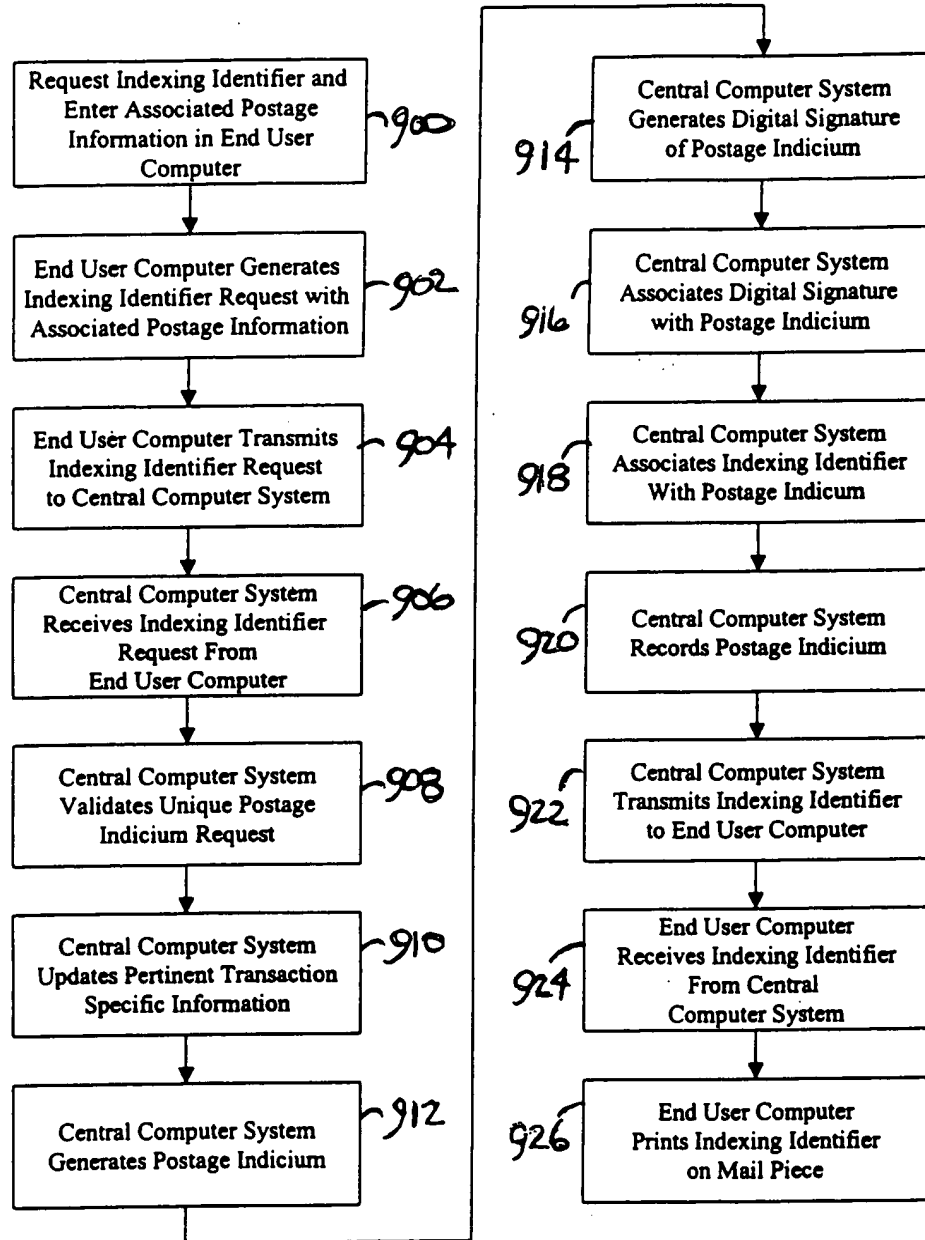 Request Indexing Identifier and
Enter Associated Postage
Information in End User
Computer
900
End User Computer Generates
Indexing Identifier Request with
Associated Postage Information
902
End User Computer Transmits
Indexing Identifier Request
to Central Computer System
904
Central Computer System
Receives Indexing Identifier
Request From
End User Computer
906
Central Computer System
Validates Unique Postage
Indicium Request
908
Central Computer System
Updates Pertinent Transaction
Specific Information
910
Central Computer System
Generates Postage Indicium
912
Central Computer System
Generates Digital Signature
of Postage Indicium
914
Central Computer System
Associates Digital Signature
with Postage Indicium
916
Central Computer System
Associates Indexing Identifier
With Postage Indicum
918
Central Computer System
Records Postage Indicium
920
Central Computer System
Transmits Indexing Identifier
to End User Computer
922
End User Computer
Receives Indexing Identifier
From Central
Computer System
924
End User Computer
Prints Indexing Identifier
on Mail Piece
926